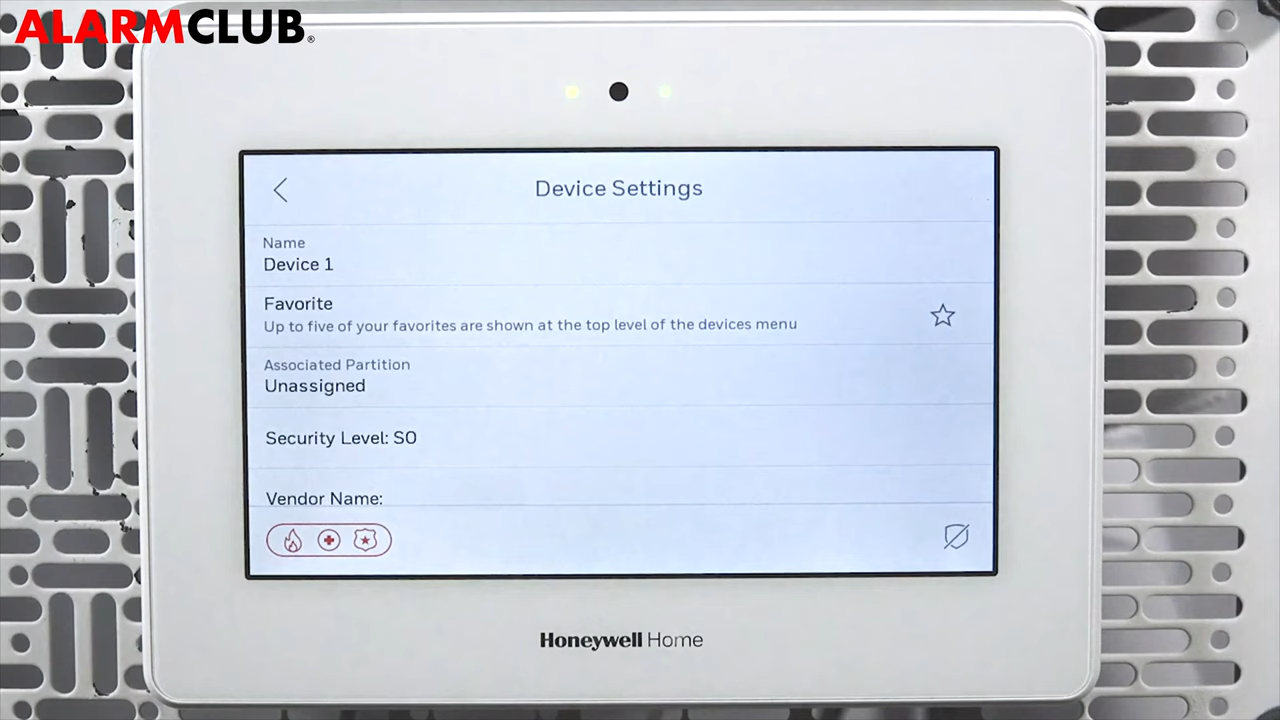 ALARMCLUB®
Device Settings
Name
Device 1
Favorite
Up to five of your favorites are shown at the top level of the devices menu
Associated Partition
Unassigned
Security Level: S0
Vendor Name:
Honeywell Home